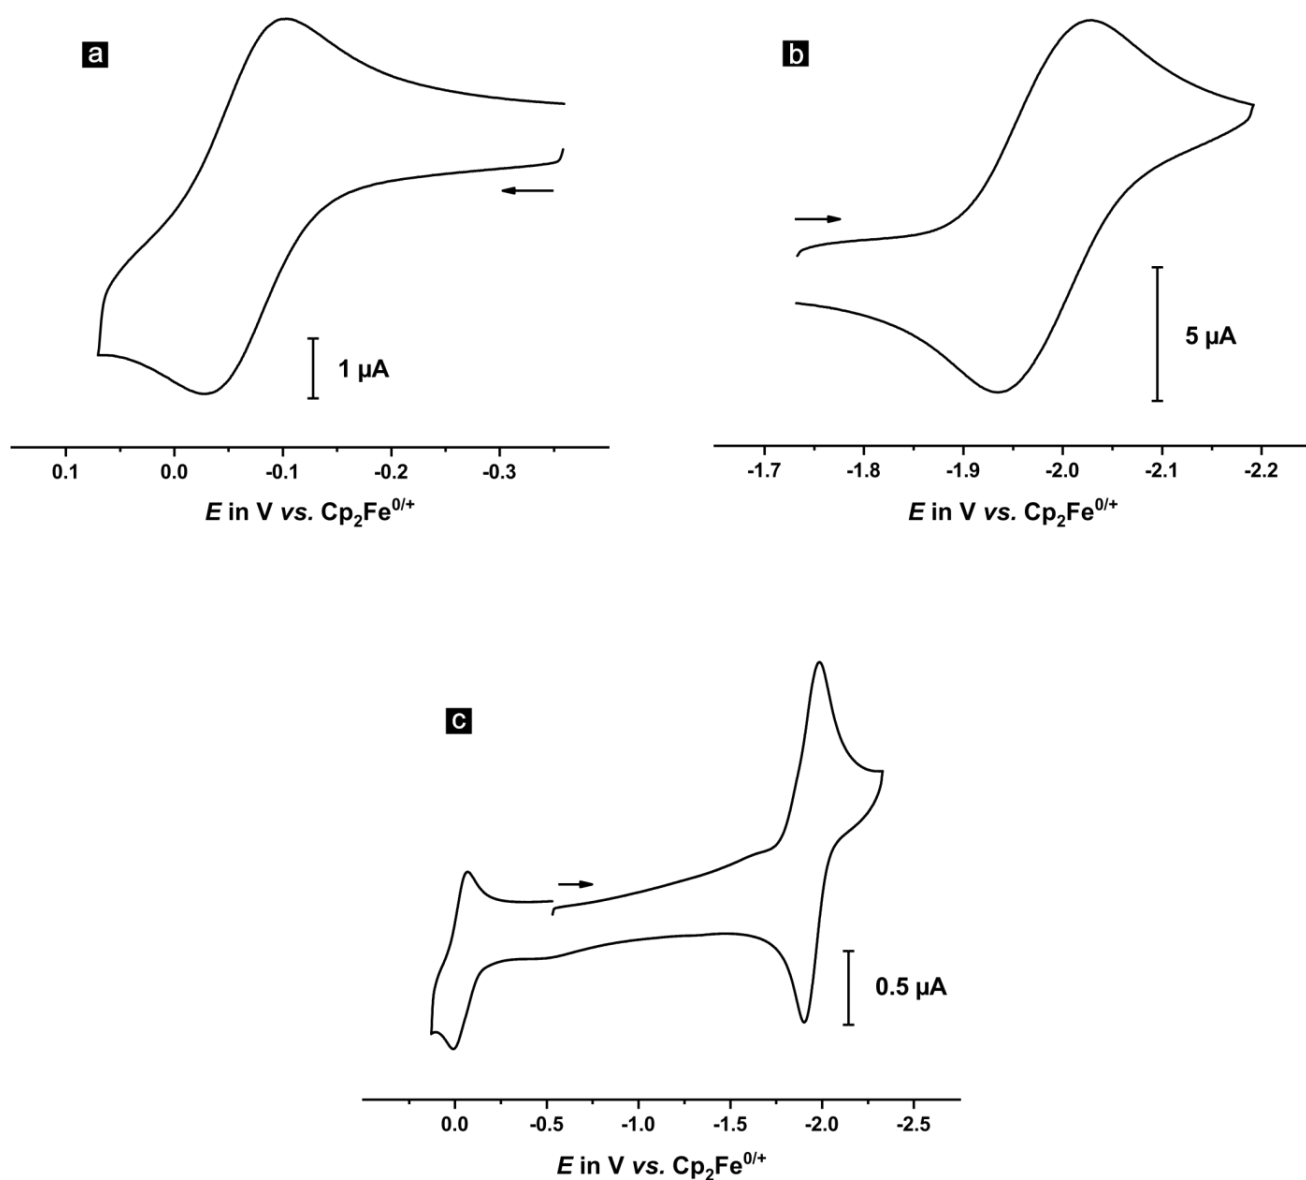 a
1 µA
0.1 0.0 -0.1 -0.2 -0.3
E in V vs. Cp₂Fe⁰/⁺
b
5 µA
-1.7 -1.8 -1.9 -2.0 -2.1 -2.2
E in V vs. Cp₂Fe⁰/⁺
c
0.5 µA
0.0 -0.5 -1.0 -1.5 -2.0 -2.5
E in V vs. Cp₂Fe⁰/⁺